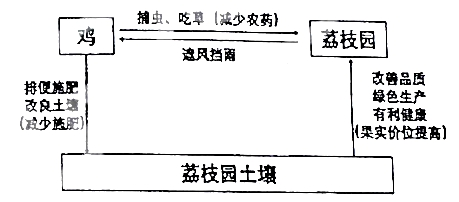 捕虫、吃草(减少农药)
鸡
荔枝园
遮风挡雨
排便施肥
改良土壤
(减少施肥)
改善品质
绿色生产
有利健康
(果实价位提高)
荔枝园土壤